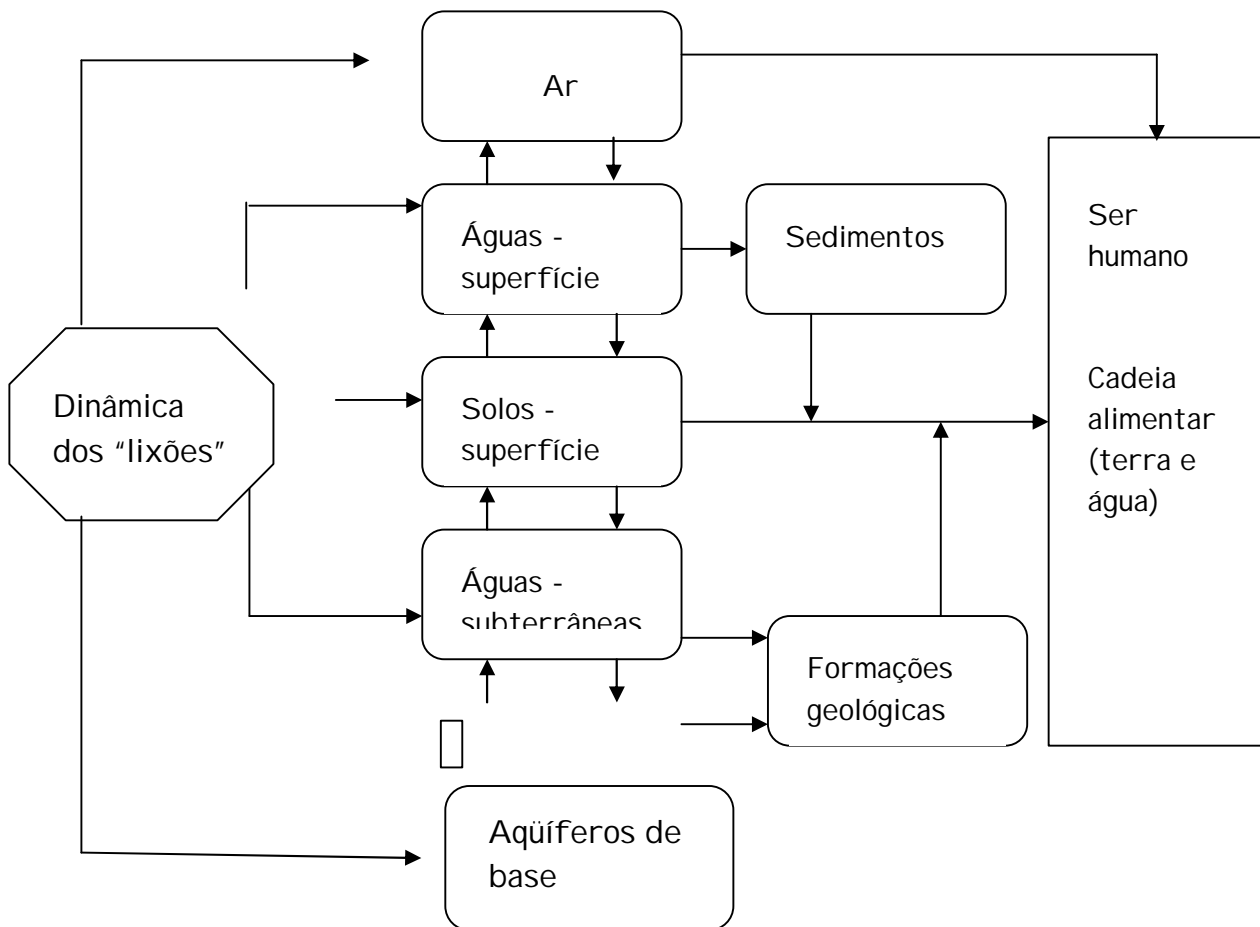 Ar
Águas -
superfície
Sedimentos
Ser
humano
Dinâmica
dos “lixões”
Solos -
superfície
Cadeia
alimentar
(terra e
água)
Águas -
subterrâneas
Formações
geológicas
Aqüíferos de
base